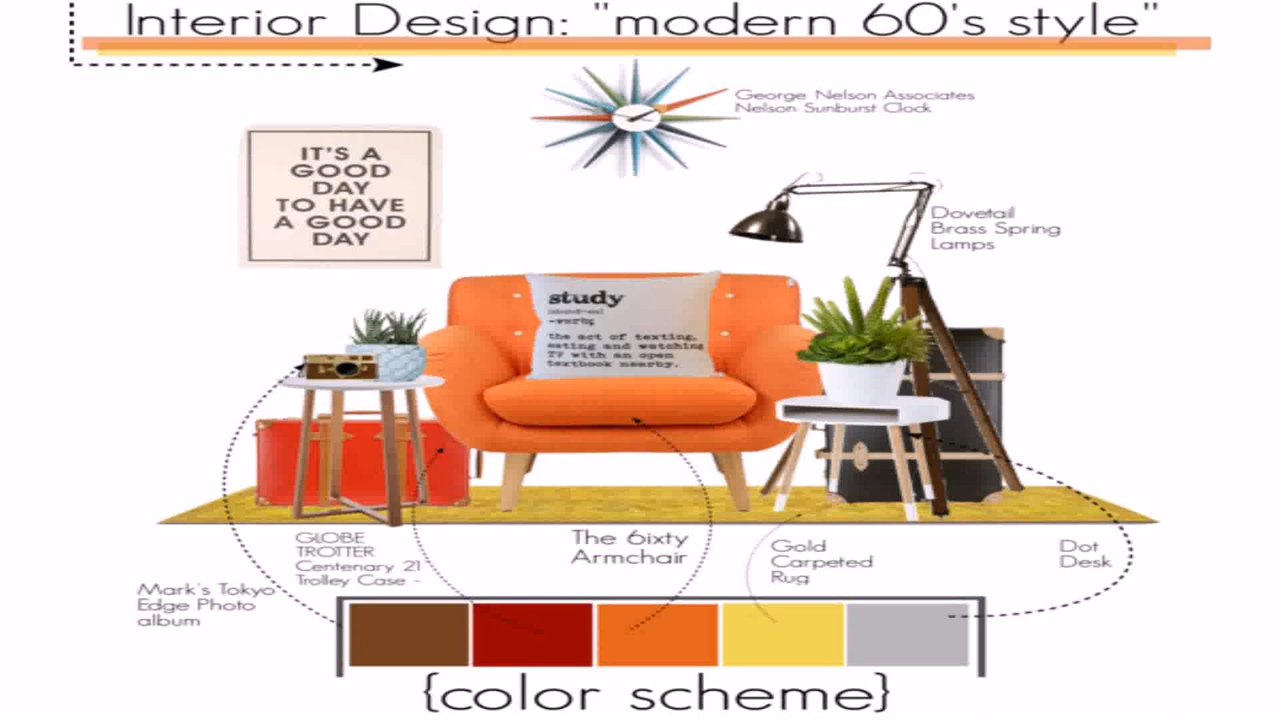 Interior Design: "modern 60's style"
George Nelson Associates
Nelson Sunburst Clock
IT'S A
GOOD
DAY
TO HAVE
A GOOD
DAY
Dovetail
Brass Spring
Lamps
study
-verb;
the act of texting,
eating and watching
TV with an open
textbook nearby.
GLOBE
TROTTER
Centenary 21
Trolley Case -
The 6ixty
Armchair
Gold
Carpeted
Rug
Dot
Desk
Mark's Tokyo
Edge Photo
album
{color scheme}